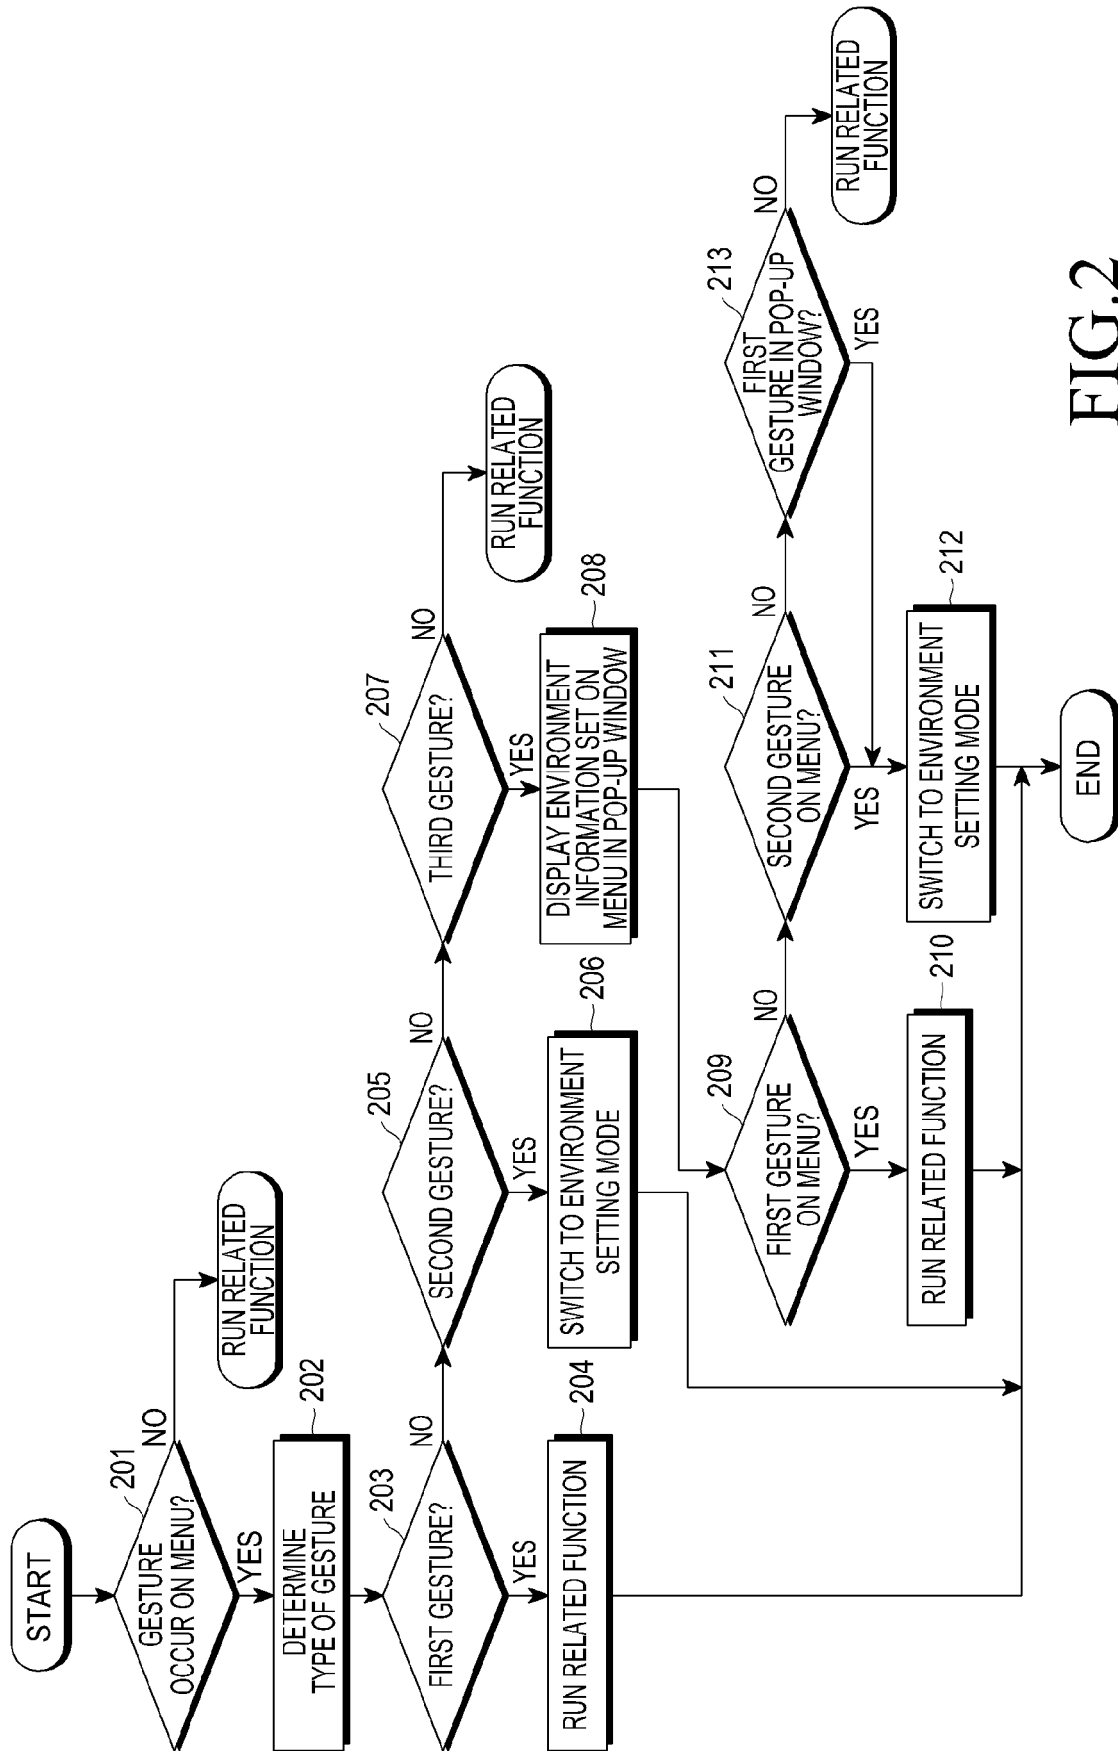 START
201
GESTURE
OCCUR ON MENU?
NO
RUN RELATED
FUNCTION
YES
202
DETERMINE
TYPE OF GESTURE
203
FIRST GESTURE?
NO
YES
204
RUN RELATED FUNCTION
205
SECOND GESTURE?
NO
YES
206
SWITCH TO ENVIRONMENT
SETTING MODE
207
THIRD GESTURE?
NO
RUN RELATED
FUNCTION
YES
208
DISPLAY ENVIRONMENT
INFORMATION SET ON
MENU IN POP-UP WINDOW
209
FIRST GESTURE
ON MENU?
NO
YES
210
RUN RELATED FUNCTION
211
SECOND GESTURE
ON MENU?
NO
YES
212
SWITCH TO ENVIRONMENT
SETTING MODE
213
FIRST
GESTURE IN POP-UP
WINDOW?
NO
RUN RELATED
FUNCTION
YES
END
FIG.2